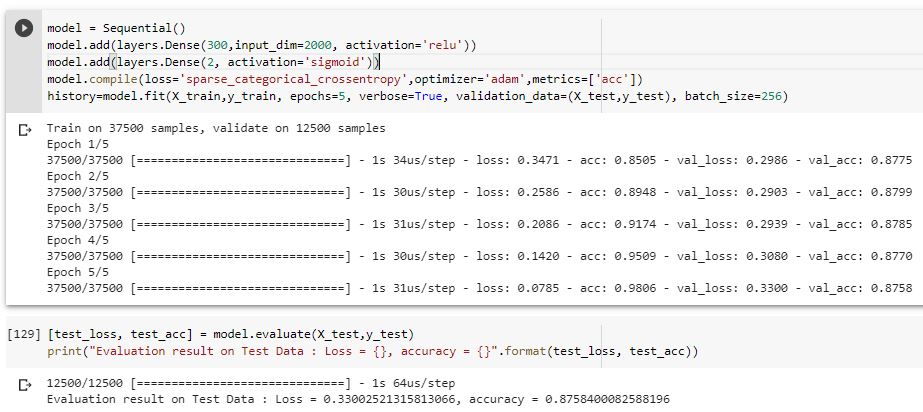 model = Sequential()
model.add(layers.Dense(300,input_dim=2000, activation='relu'))
model.add(layers.Dense(2, activation='sigmoid'))
model.compile(loss='sparse_categorical_crossentropy',optimizer='adam',metrics=['acc'])
history=model.fit(X_train,y_train, epochs=5, verbose=True, validation_data=(X_test,y_test), batch_size=256)
Train on 37500 samples, validate on 12500 samples
Epoch 1/5
37500/37500 [==============================] - 1s 34us/step - loss: 0.3471 - acc: 0.8505 - val_loss: 0.2986 - val_acc: 0.8775
Epoch 2/5
37500/37500 [==============================] - 1s 30us/step - loss: 0.2586 - acc: 0.8948 - val_loss: 0.2903 - val_acc: 0.8799
Epoch 3/5
37500/37500 [==============================] - 1s 31us/step - loss: 0.2086 - acc: 0.9174 - val_loss: 0.2939 - val_acc: 0.8785
Epoch 4/5
37500/37500 [==============================] - 1s 30us/step - loss: 0.1420 - acc: 0.9509 - val_loss: 0.3080 - val_acc: 0.8770
Epoch 5/5
37500/37500 [==============================] - 1s 31us/step - loss: 0.0785 - acc: 0.9806 - val_loss: 0.3300 - val_acc: 0.8758
[129] [test_loss, test_acc] = model.evaluate(X_test,y_test)
print("Evaluation result on Test Data : Loss = {}, accuracy = {}".format(test_loss, test_acc))
12500/12500 [==============================] - 1s 64us/step
Evaluation result on Test Data : Loss = 0.33002521315813066, accuracy = 0.8758400082588196